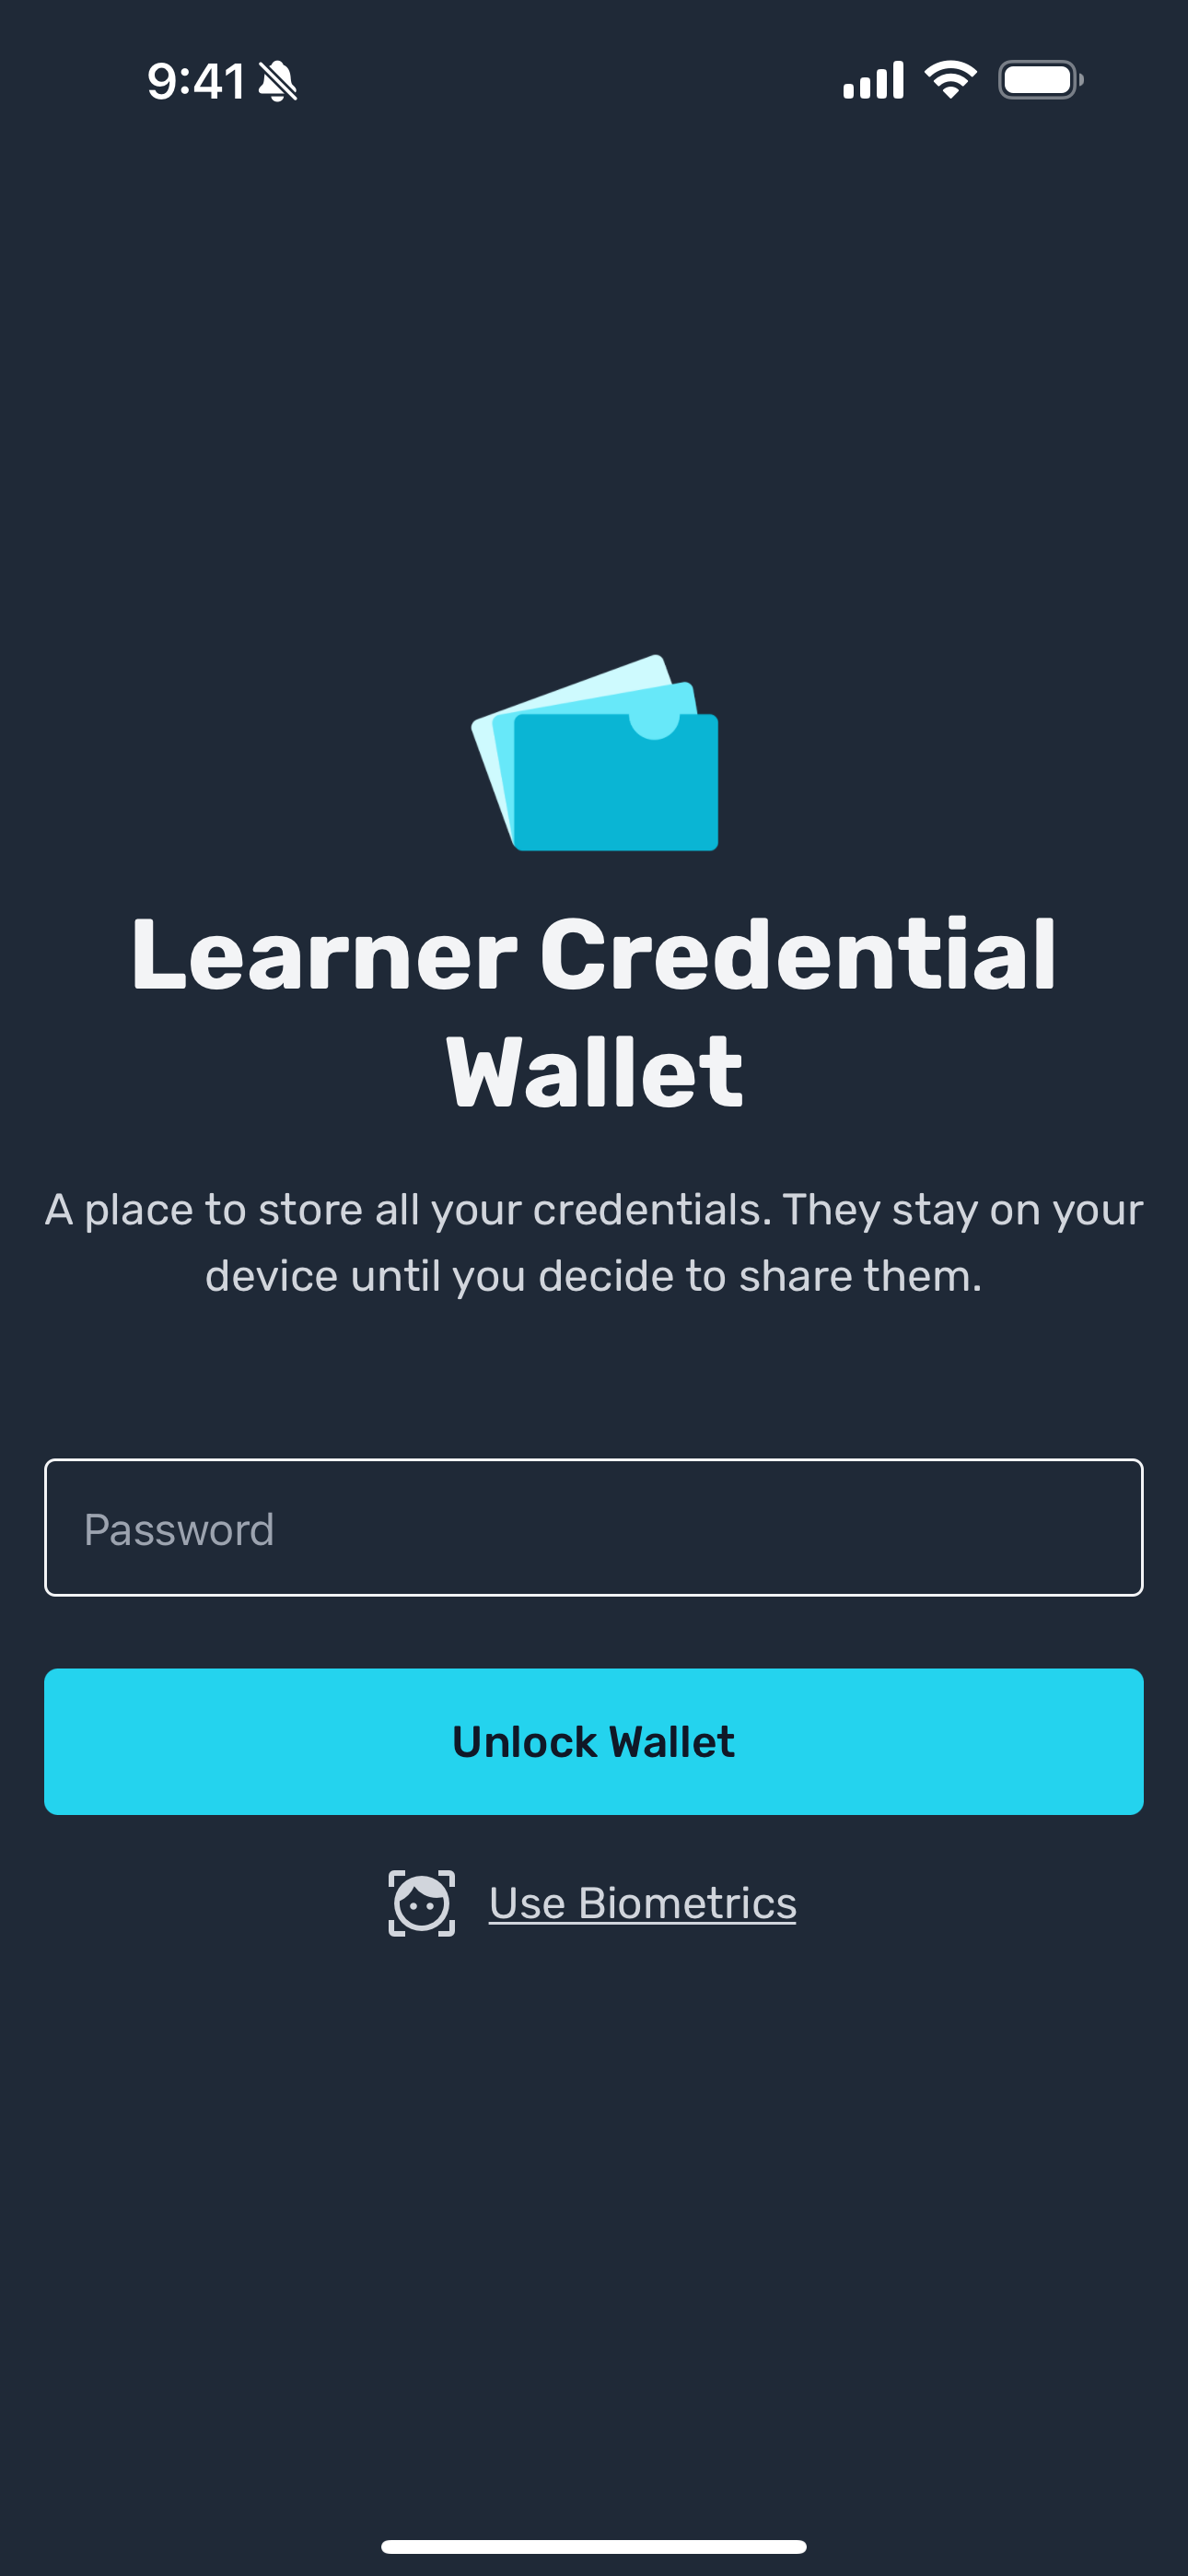 9:41
Learner Credential
Wallet
A place to store all your credentials. They stay on your
device until you decide to share them.
Password
Unlock Wallet
Use Biometrics